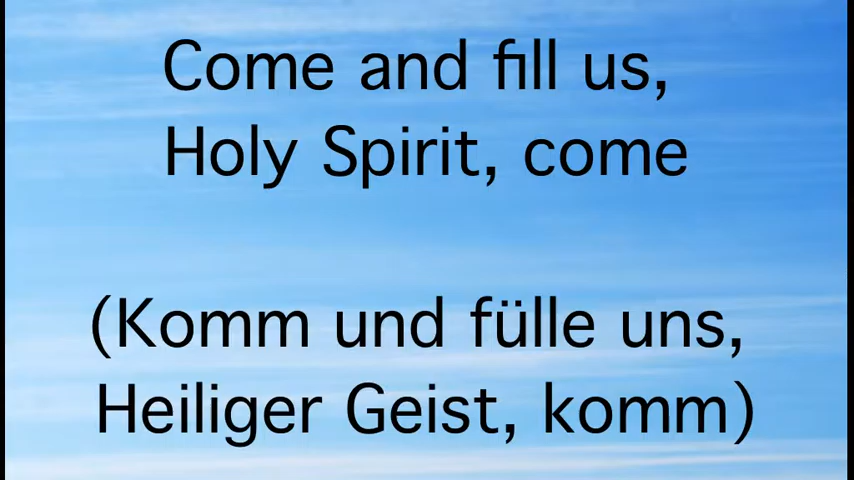 Come and fill us,
Holy Spirit, come
(Komm und fülle uns,
Heiliger Geist, komm)